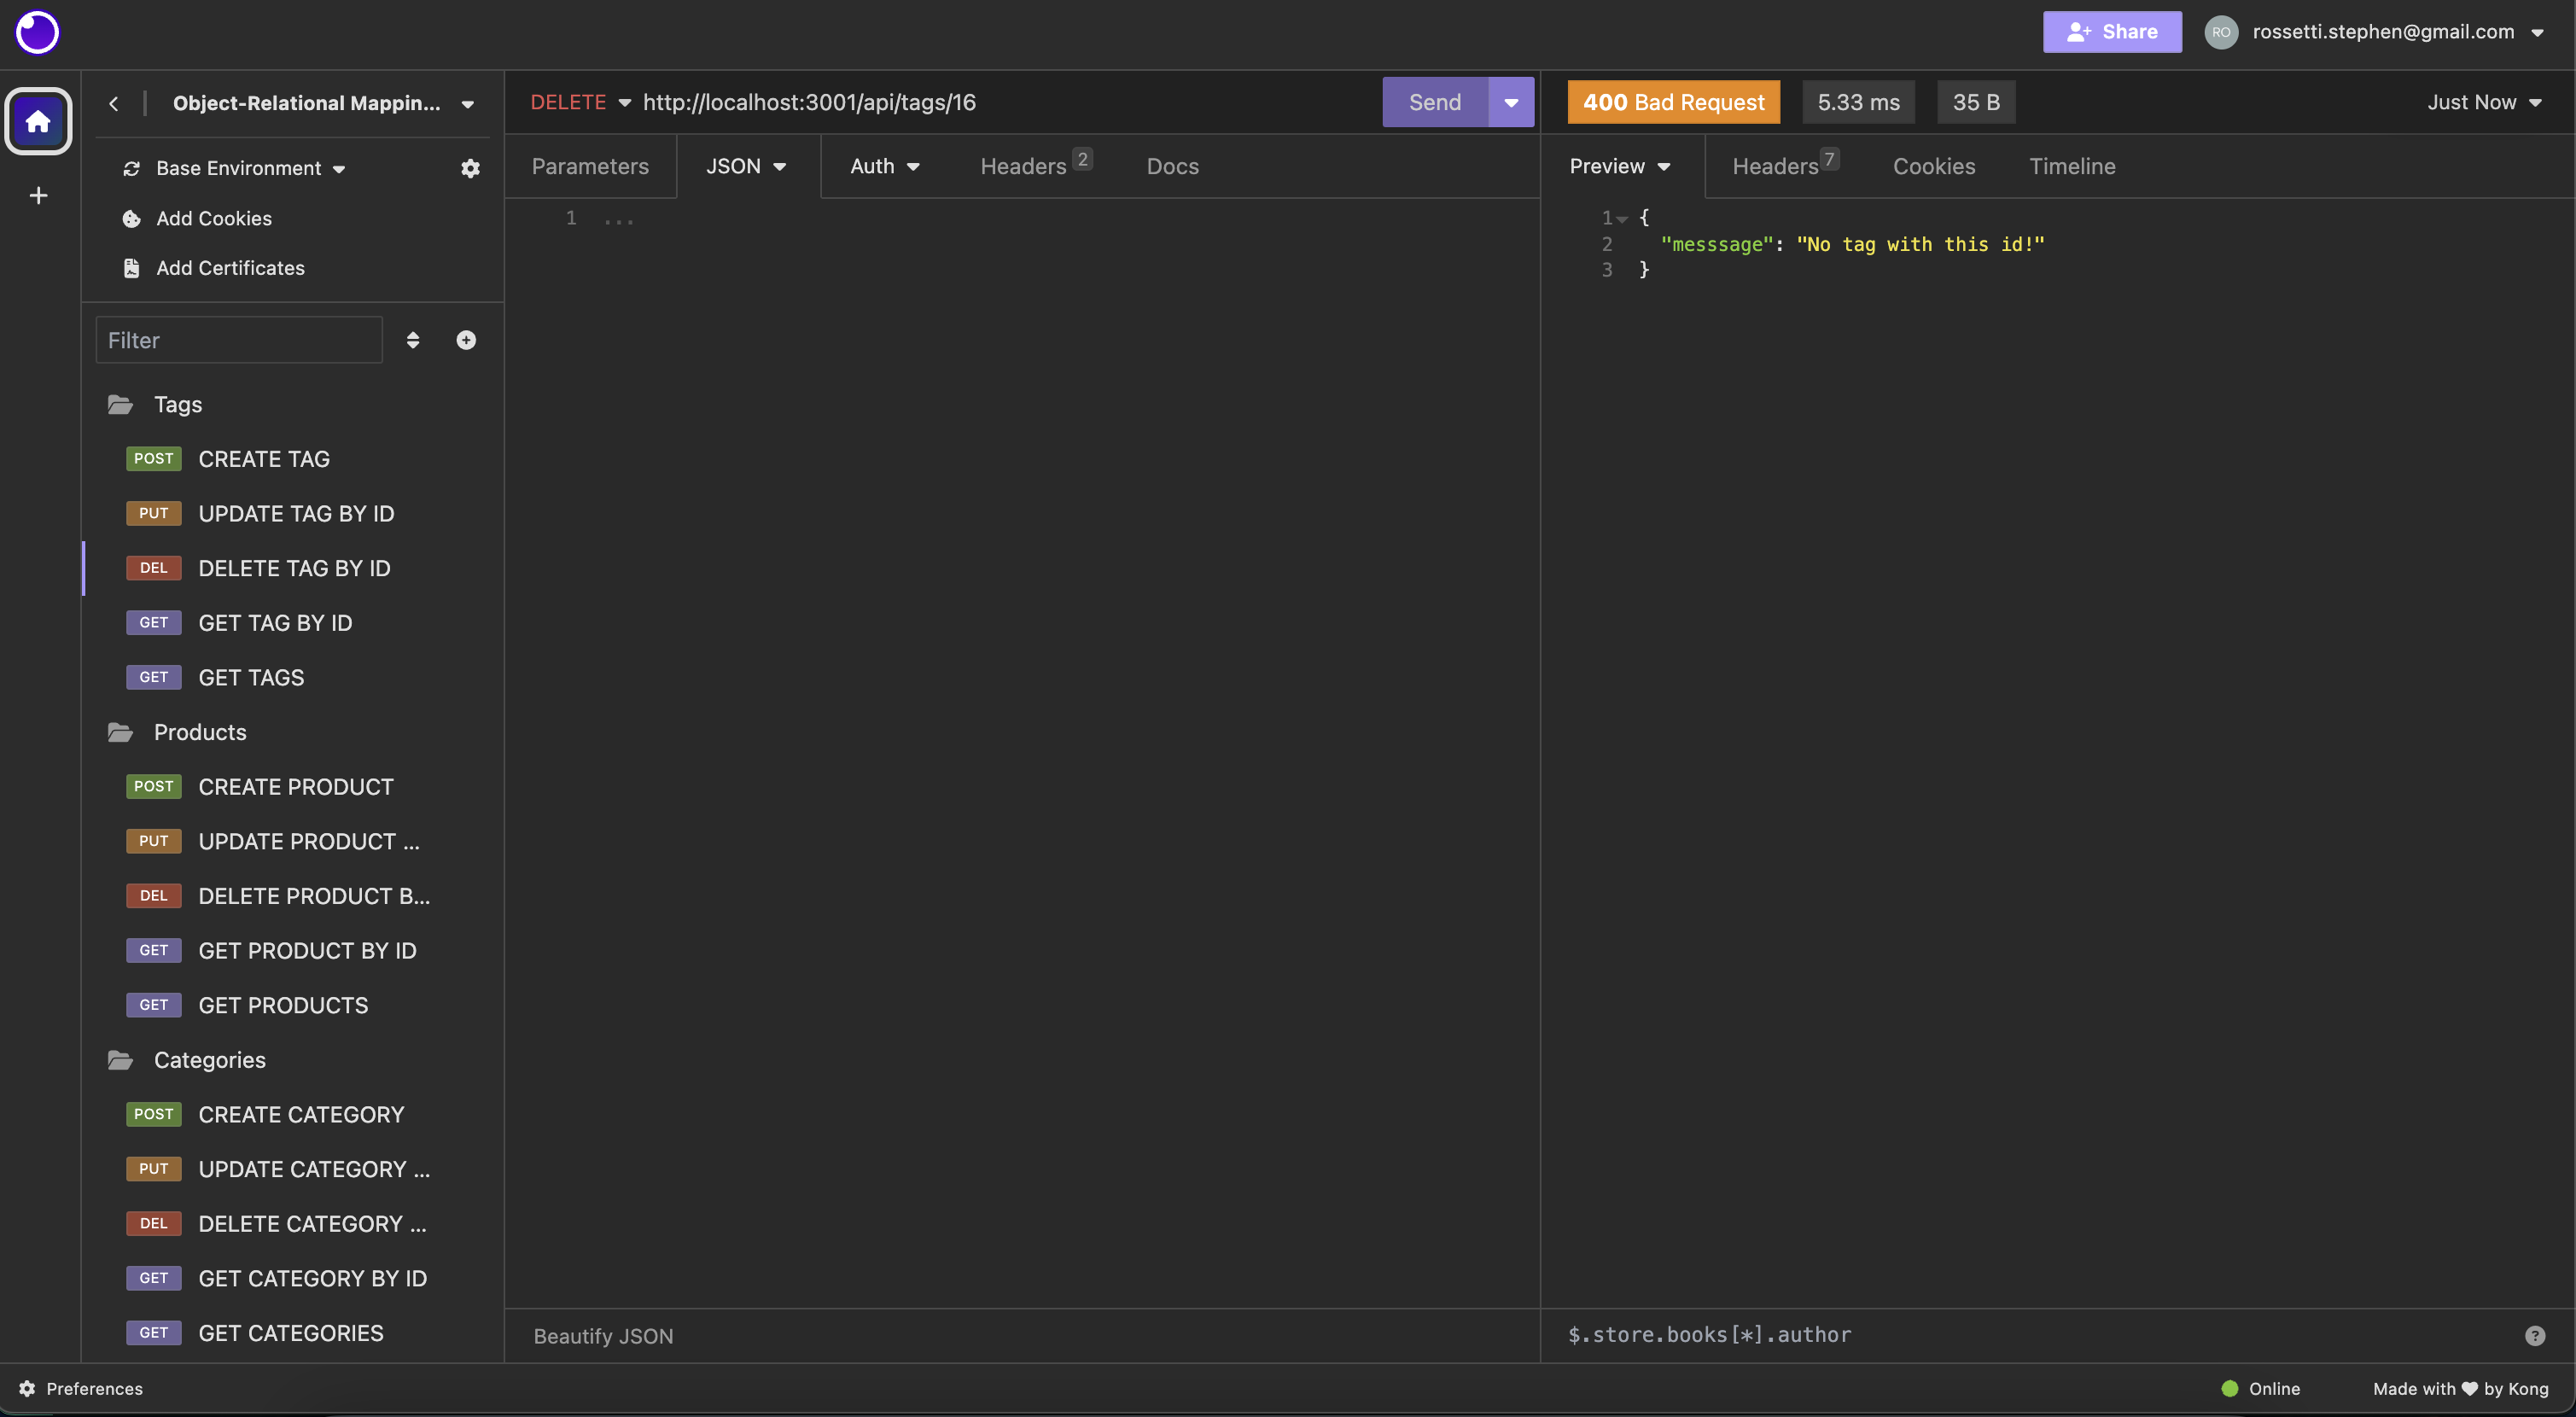 Share
RO
rossetti.stephen@gmail.com
Object-Relational Mappin...
DELETE
http://localhost:3001/api/tags/16
Send
400 Bad Request
5.33 ms
35 B
Just Now
Base Environment
Add Cookies
Add Certificates
Parameters
JSON
Auth
Headers 2
Docs
Preview
Headers 7
Cookies
Timeline
1 ...
1 {
2 "messsage": "No tag with this id!"
3 }
Filter
Tags
POST CREATE TAG
PUT UPDATE TAG BY ID
DEL DELETE TAG BY ID
GET GET TAG BY ID
GET GET TAGS
Products
POST CREATE PRODUCT
PUT UPDATE PRODUCT ...
DEL DELETE PRODUCT B...
GET GET PRODUCT BY ID
GET GET PRODUCTS
Categories
POST CREATE CATEGORY
PUT UPDATE CATEGORY ...
DEL DELETE CATEGORY ...
GET GET CATEGORY BY ID
GET GET CATEGORIES
Beautify JSON
$.store.books[*].author
Preferences
Online
Made with ♥ by Kong